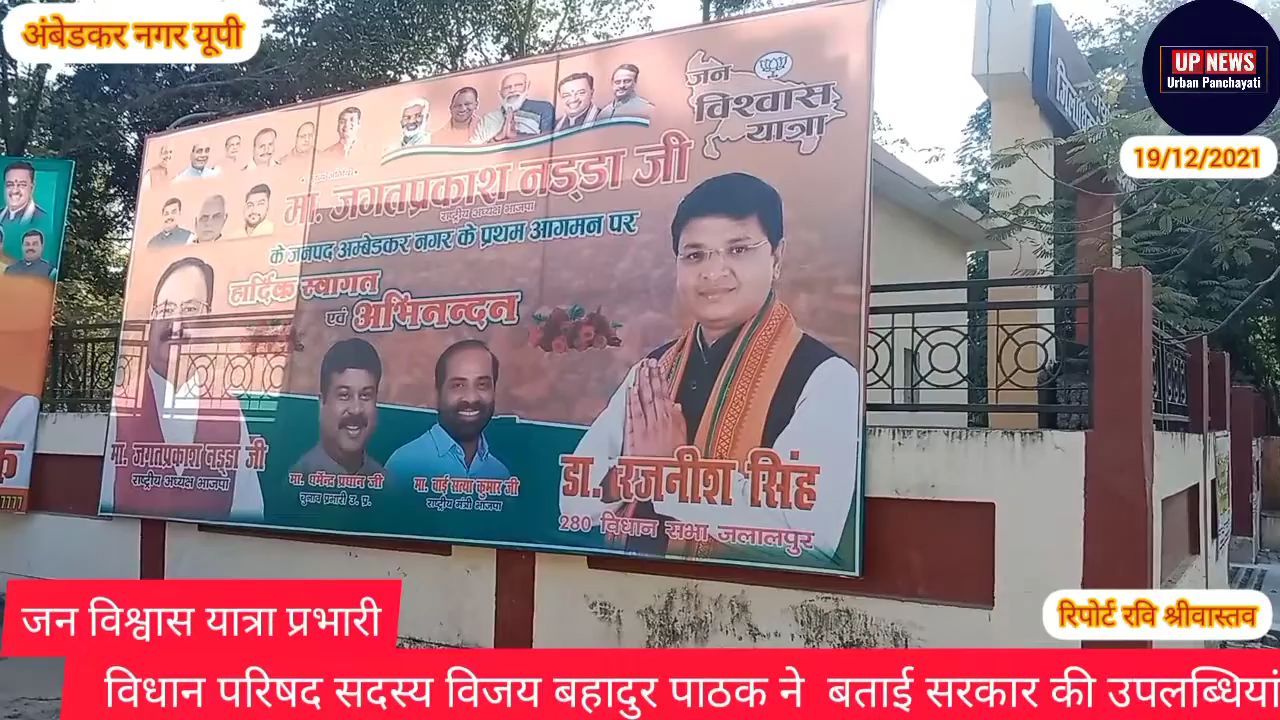 अंबेडकर नगर यूपी
UP NEWS
Urban Panchayati
19/12/2021
जन
विश्वास
यात्रा
मा. जगतप्रकाश नड्डा जी
राष्ट्रीय अध्यक्ष भाजपा
के जनपद अम्बेडकर नगर के प्रथम आगमन पर
हार्दिक स्वागत
एवं अभिनन्दन
मा. जगतप्रकाश नड्डा जी
राष्ट्रीय अध्यक्ष भाजपा
मा. धर्मेन्द्र प्रधान जी
चुनाव प्रभारी उ. प्र.
मा. वाई सत्या कुमार जी
राष्ट्रीय मंत्री भाजपा
डा. रजनीश सिंह
280 विधान सभा जलालपुर
7777
रिपोर्ट रवि श्रीवास्तव
जन विश्वास यात्रा प्रभारी
विधान परिषद सदस्य विजय बहादुर पाठक ने बताई सरकार की उपलब्धियां